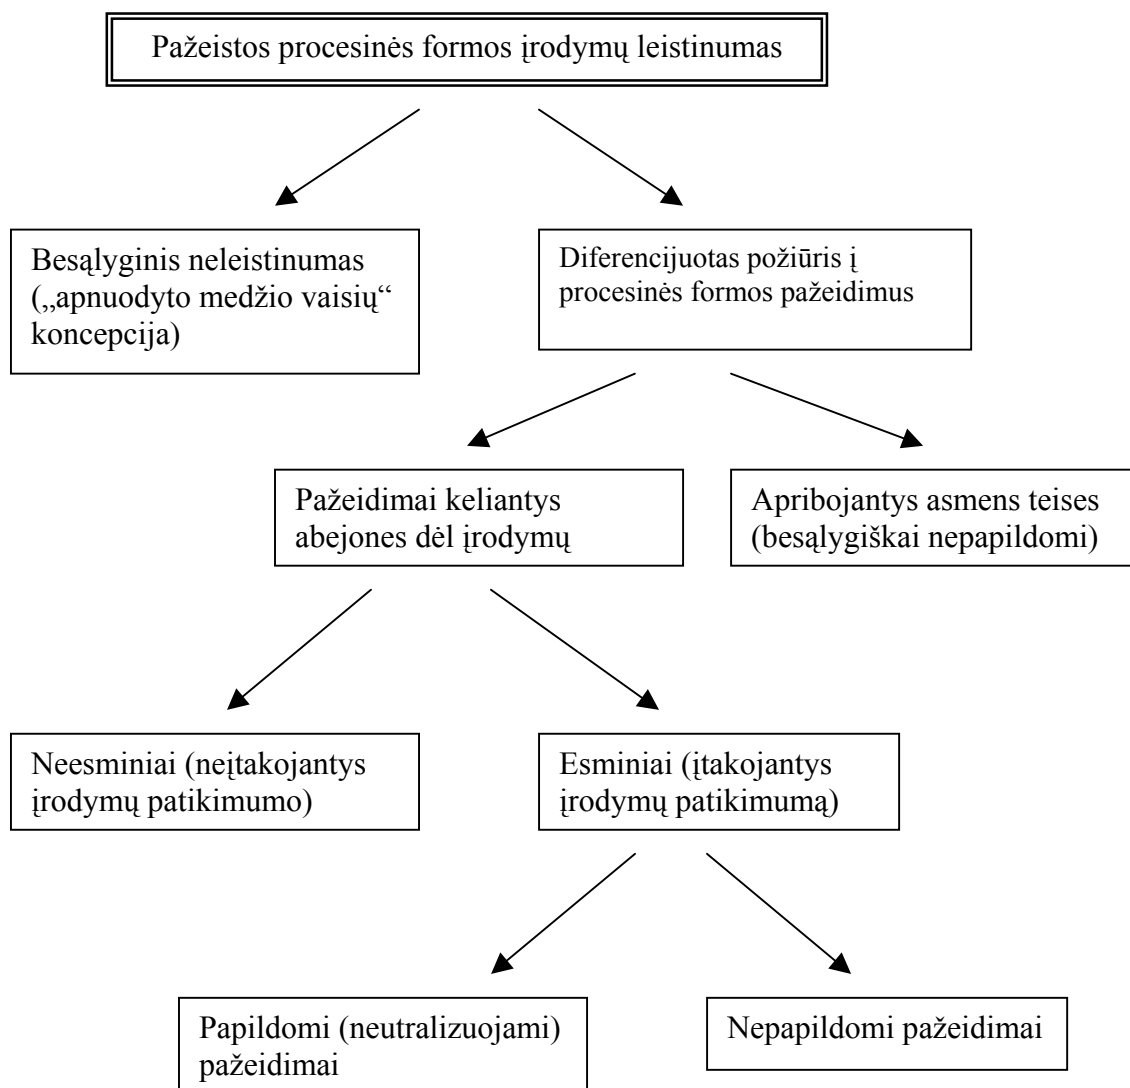 Pažeistos procesinės formos įrodymų leistinumas
Besąlyginis neleistinumas
(„apnuodyto medžio vaisių“
koncepcija)
Diferencijuotas požiūris į
procesinės formos pažeidimus
Pažeidimai keliantys
abejones dėl įrodymų
Apribojantys asmens teises
(besąlygiškai nepapildomi)
Neesminiai (neįtakojantys
įrodymų patikimumo)
Esminiai (įtakojantys
įrodymų patikimumą)
Papildomi (neutralizuojami)
pažeidimai
Nepapildomi pažeidimai